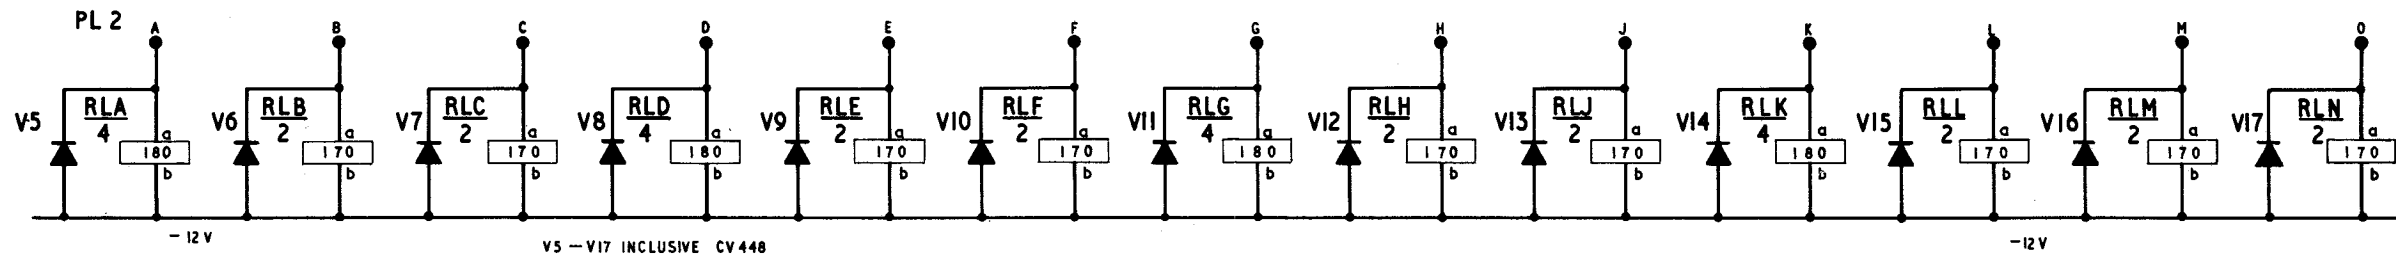 PL 2
A B C D E F G H J K L M O
V5 RLA V6 RLB V7 RLC V8 RLD V9 RLE V10 RLF V11 RLG V12 RLH V13 RLJ V14 RLK V15 RLL V16 RLM V17 RLN
4 2 2 4 2 2 4 2 2 4 2 2 2
a a a a a a a a a a a a a
180 170 170 180 170 170 180 170 170 180 170 170 170
b b b b b b b b b b b b b
-12V -12V
V5 - V17 INCLUSIVE CV448